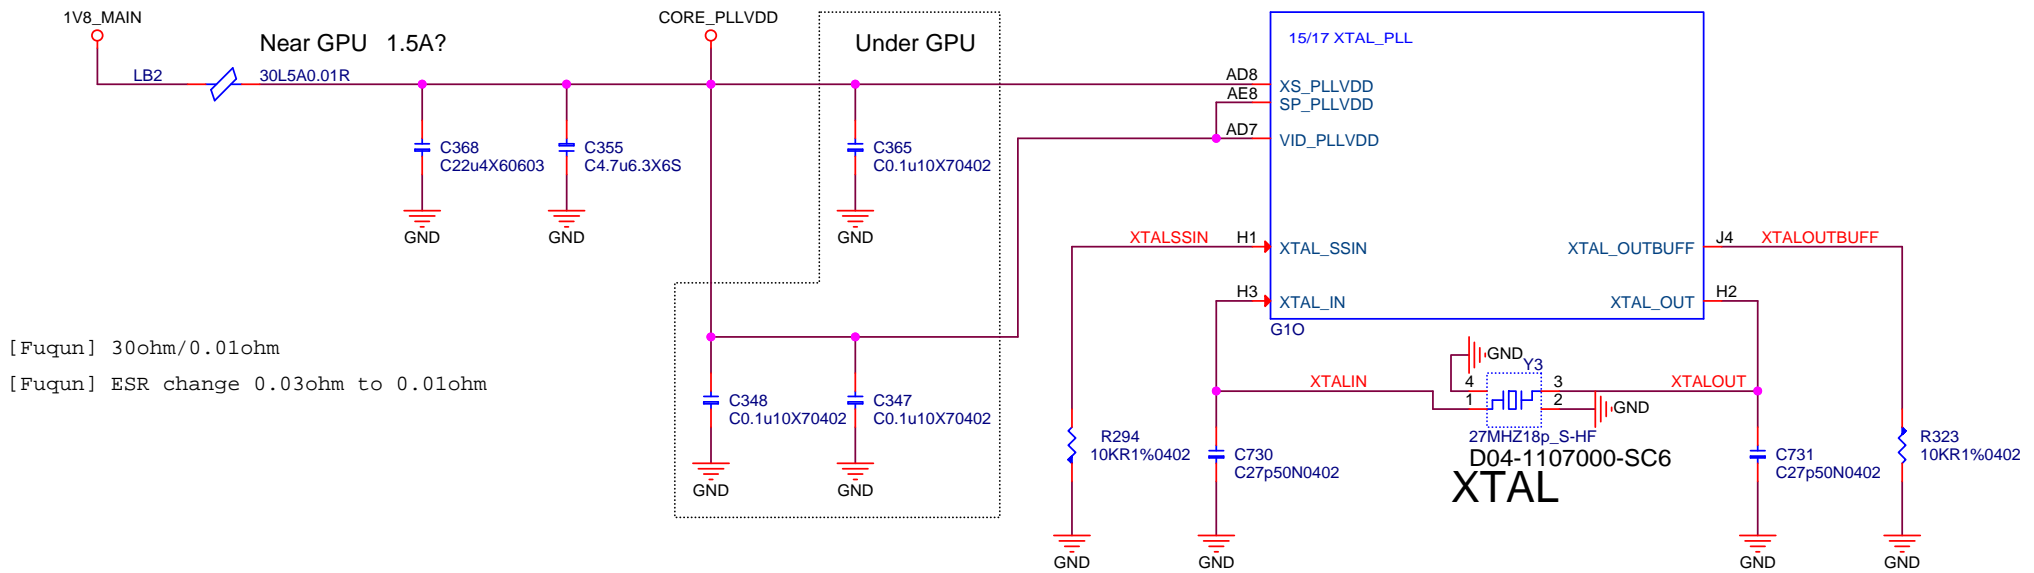 1V8_MAIN
CORE_PLLVDD
Near GPU 1.5A?
Under GPU
15/17 XTAL_PLL
LB2
30L5A0.01R
AD8
XS_PLLVDD
AE8
SP_PLLVDD
AD7
VID_PLLVDD
C368
C22u4X60603
C355
C4.7u6.3X6S
C365
C0.1u10X70402
GND
GND
GND
XTALSSIN
H1
XTAL_SSIN
XTAL_OUTBUFF
J4
XTALOUTBUFF
H3
XTAL_IN
XTAL_OUT
H2
G1O
[Fuqun] 30ohm/0.01ohm
[Fuqun] ESR change 0.03ohm to 0.01ohm
GND
Y3
XTALIN
4
3
XTALOUT
1
2
GND
C348
C0.1u10X70402
C347
C0.1u10X70402
27MHZ18p_S-HF
D04-1107000-SC6
XTAL
R294
10KR1%0402
C730
C27p50N0402
C731
C27p50N0402
R323
10KR1%0402
GND
GND
GND
GND
GND
GND